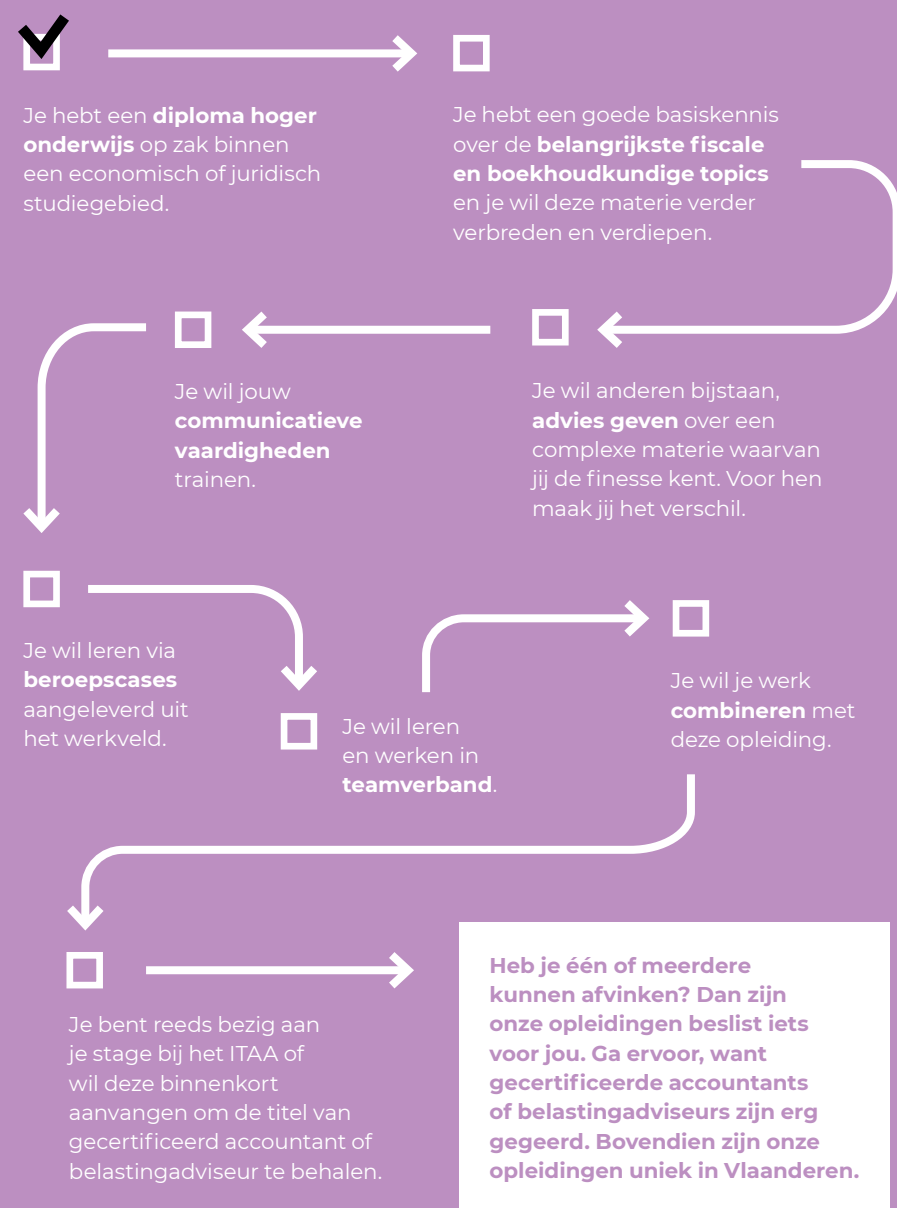 Je hebt een diploma hoger
onderwijs op zak binnen
een economisch of juridisch
studiegebied.
Je hebt een goede basiskennis
over de belangrijkste fiscale
en boekhoudkundige topics
en je wil deze materie verder
verbreden en verdiepen.
Je wil anderen bijstaan,
advies geven over een
complexe materie waarvan
jij de finesse kent. Voor hen
maak jij het verschil.
Je wil jouw
communicatieve
vaardigheden
trainen.
Je wil leren via
beroepscases
aangeleverd uit
het werkveld.
Je wil leren
en werken in
teamverband.
Je wil je werk
combineren met
deze opleiding.
Je bent reeds bezig aan
je stage bij het ITAA of
wil deze binnenkort
aanvangen om de titel van
gecertificeerd accountant of
belastingadviseur te behalen.
Heb je één of meerdere
kunnen afvinken? Dan zijn
onze opleidingen beslist iets
voor jou. Ga ervoor, want
gecertificeerde accountants
of belastingadviseurs zijn erg
gegeerd. Bovendien zijn onze
opleidingen uniek in Vlaanderen.